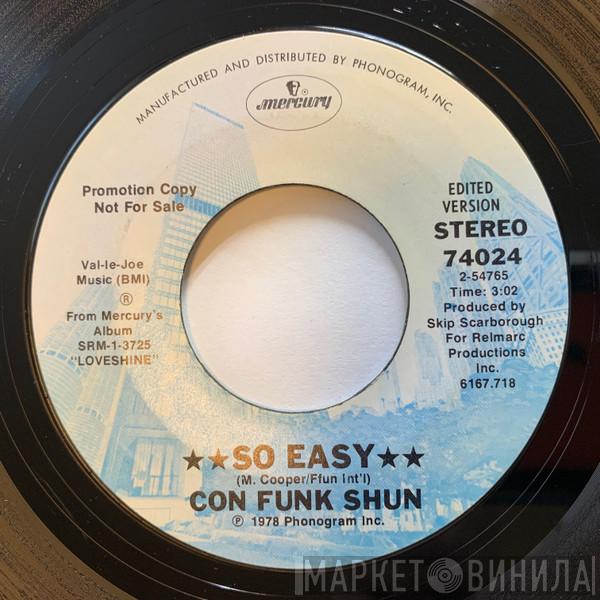 MANUFACTURED AND DISTRIBUTED BY PHONOGRAM, INC.
mercury
Promotion Copy
Not For Sale
Val-Ie-Joe
Music (BMI)
Ⓡ
From Mercury's
Album
SRM-1-3725
"LOVESHINE"
EDITED
VERSION
STEREO
74024
2-54765
Time: 3:02
Produced by
Skip Scarborough
For Relmarc
Productions
Inc.
6167.718
★★SO EASY★★
(M. Cooper/Ffun Int'l)
CON FUNK SHUN
Ⓟ 1978 Phonogram Inc.
МАРКЕТ ВИНИЛА